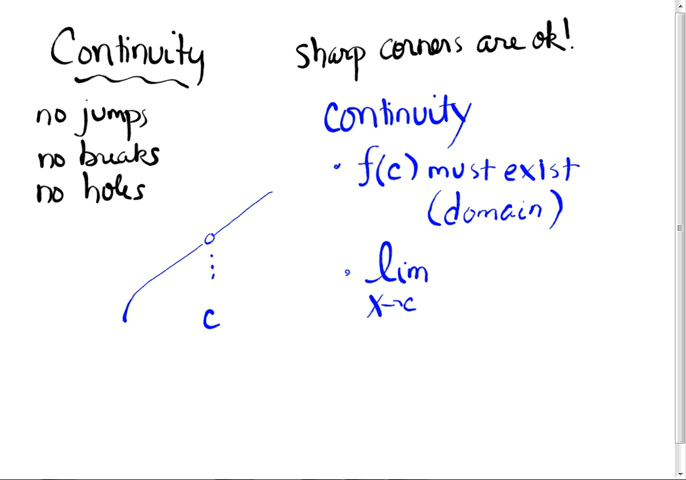 Continuity
sharp corners are ok!
no jumps
no breaks
no holes
continuity
• f(c) must exist
(domain)
• lim
x→c
c